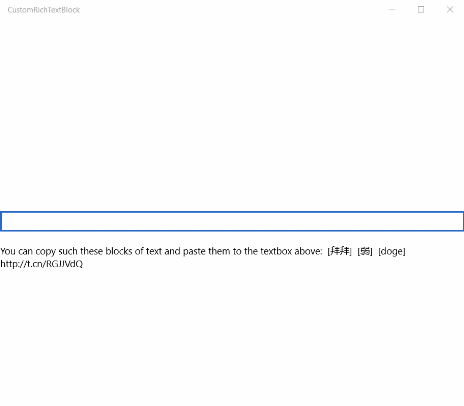 CustomRichTextBlock
You can copy such these blocks of text and paste them to the textbox above: [拜拜] [弱] [doge]
http://t.cn/RGJJVdQ